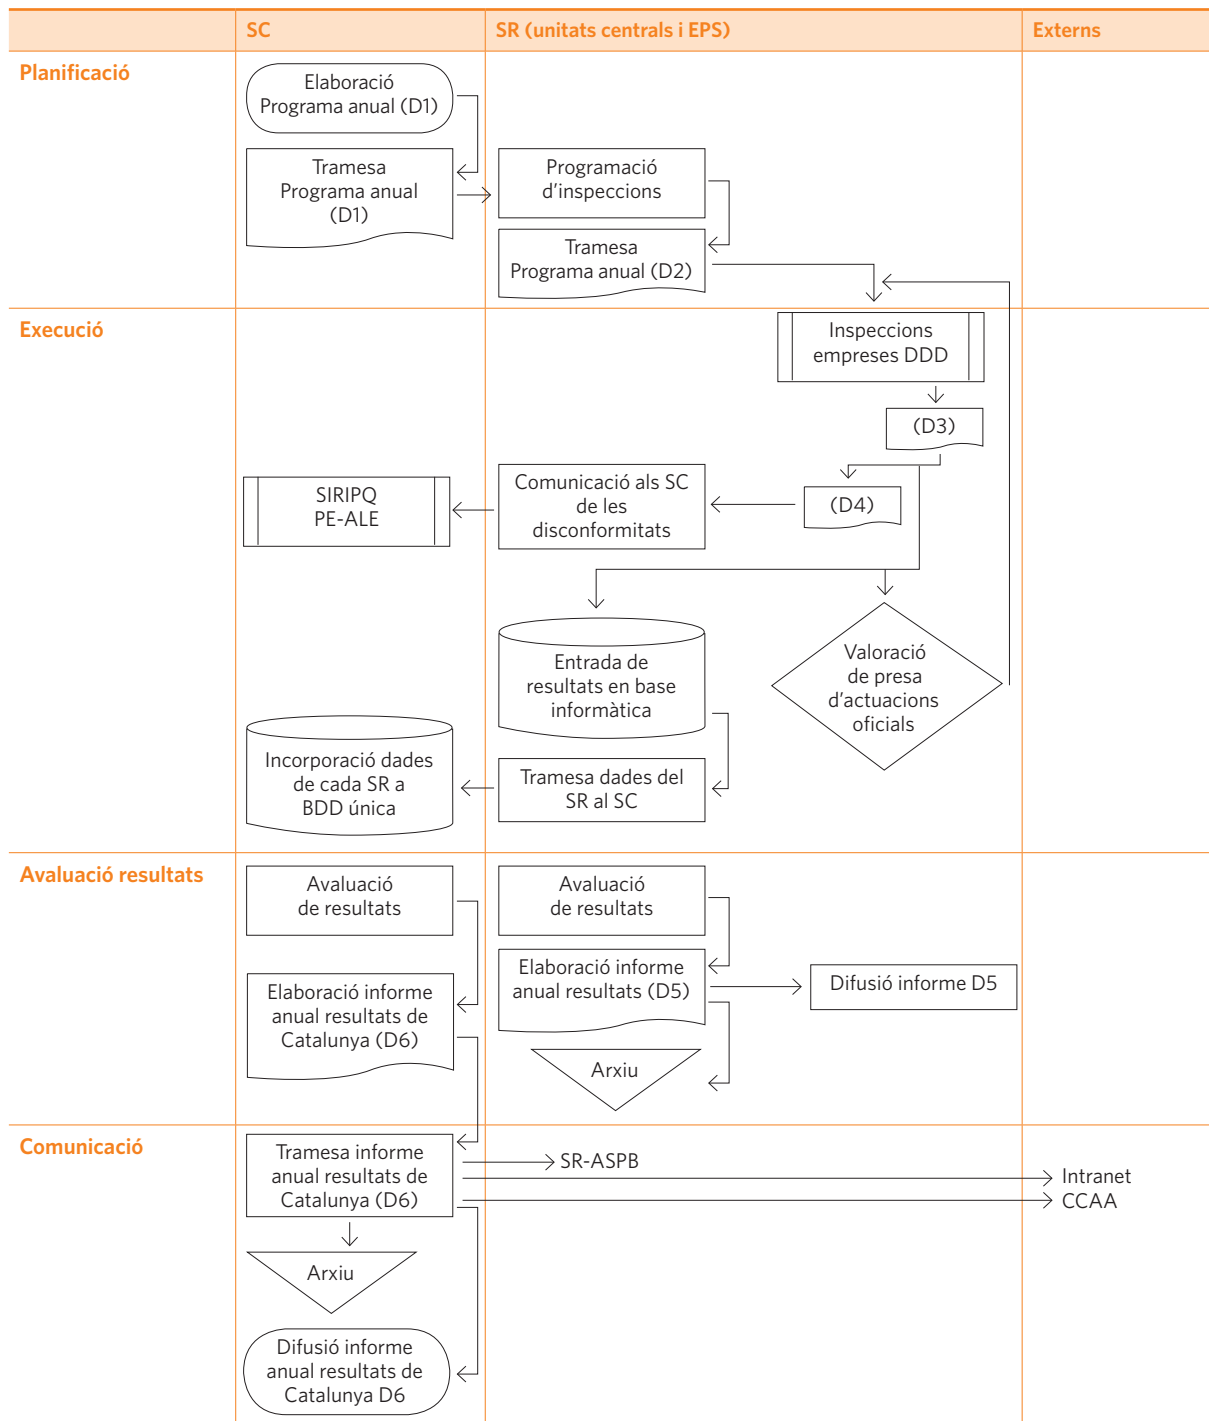 SC
SR (unitats centrals i EPS)
Externs
Planificació
Elaboració
Programa anual (D1)
Tramesa
Programa anual
(D1)
Programació
d'inspeccions
Tramesa
Programa anual (D2)
Execució
Inspeccions
empreses DDD
(D3)
(D4)
Comunicació als SC
de les
disconformitats
SIRIPQ
PE-ALE
Entrada de
resultats en base
informàtica
Valoració
de presa
d'actuacions
oficials
Incorporació dades
de cada SR a
BDD única
Tramesa dades del
SR al SC
Avaluació resultats
Avaluació
de resultats
Avaluació
de resultats
Elaboració informe
anual resultats de
Catalunya (D6)
Elaboració informe
anual resultats (D5)
Difusió informe D5
Arxiu
Comunicació
Tramesa informe
anual resultats de
Catalunya (D6)
SR-ASPB
Intranet
CCAA
Arxiu
Difusió informe
anual resultats de
Catalunya D6